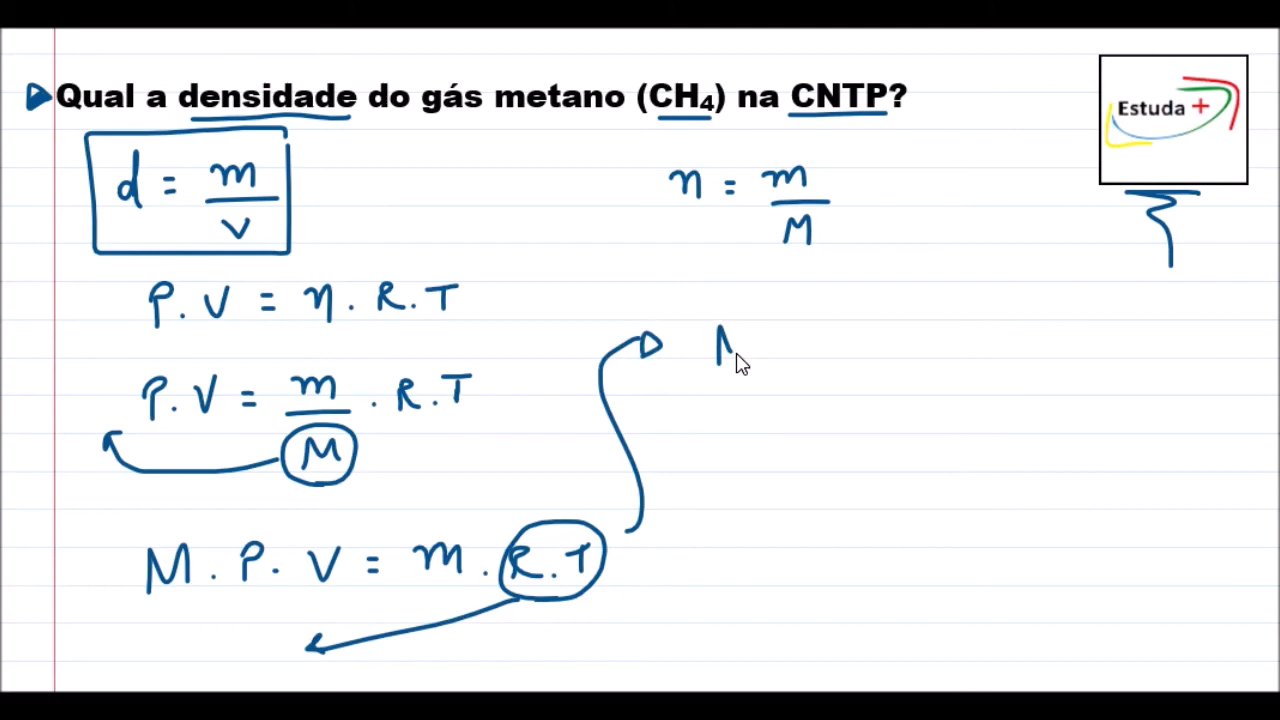 Qual a densidade do gás metano (CH₄) na CNTP?
Estuda +
d = m/v
n = m/M
P. V = n. R. T
P. V = m/M . R. T
M. P. V = m. R. T